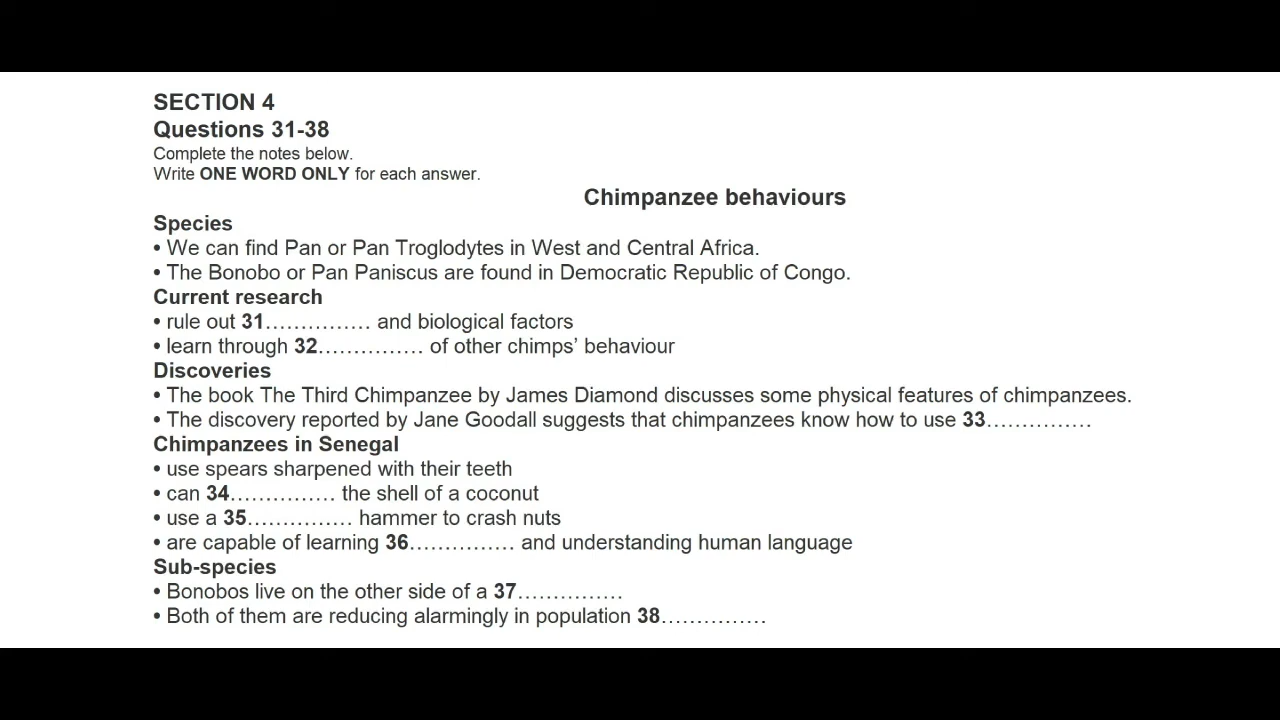 SECTION 4
Questions 31-38
Complete the notes below.
Write ONE WORD ONLY for each answer.
Chimpanzee behaviours
Species
• We can find Pan or Pan Troglodytes in West and Central Africa.
• The Bonobo or Pan Paniscus are found in Democratic Republic of Congo.
Current research
• rule out 31…………… and biological factors
• learn through 32…………… of other chimps’ behaviour
Discoveries
• The book The Third Chimpanzee by James Diamond discusses some physical features of chimpanzees.
• The discovery reported by Jane Goodall suggests that chimpanzees know how to use 33……………
Chimpanzees in Senegal
• use spears sharpened with their teeth
• can 34…………… the shell of a coconut
• use a 35…………… hammer to crash nuts
• are capable of learning 36…………… and understanding human language
Sub-species
• Bonobos live on the other side of a 37……………
• Both of them are reducing alarmingly in population 38……………